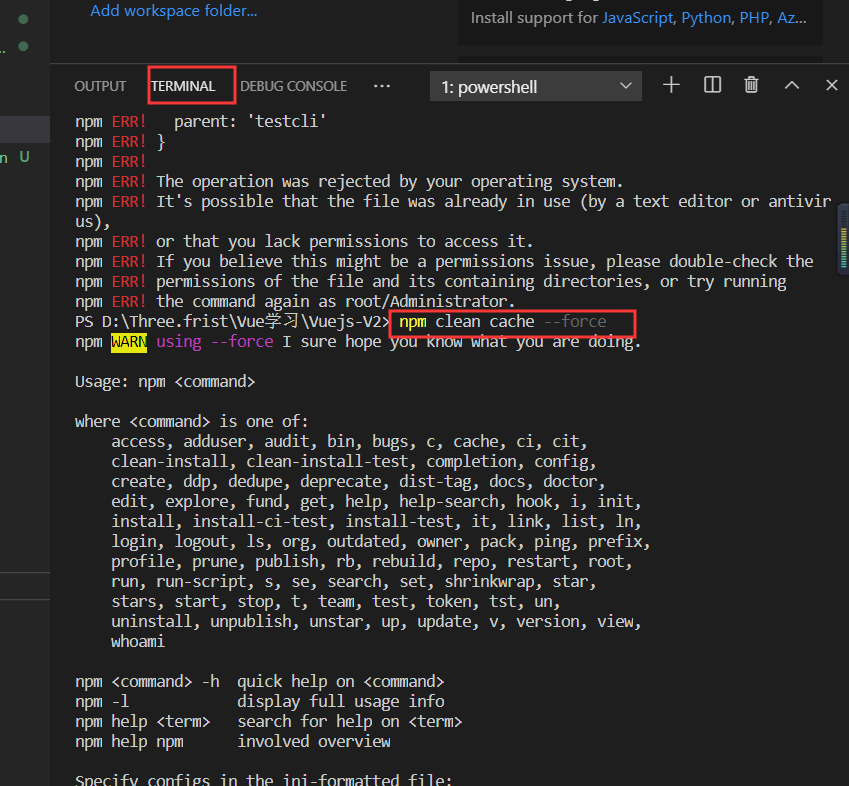 Add workspace folder...
Install support for JavaScript, Python, PHP, Az...
OUTPUT TERMINAL DEBUG CONSOLE ... 1: powershell
npm ERR!   parent: 'testcli'
npm ERR! }
npm ERR!
n U
npm ERR! The operation was rejected by your operating system.
npm ERR! It's possible that the file was already in use (by a text editor or antivir
us),
npm ERR! or that you lack permissions to access it.
npm ERR! If you believe this might be a permissions issue, please double-check the
npm ERR! permissions of the file and its containing directories, or try running
npm ERR! the command again as root/Administrator.
PS D:\Three.frist\Vue学习\Vuejs-V2> npm clean cache --force
npm WARN using --force I sure hope you know what you are doing.
Usage: npm <command>
where <command> is one of:
    access, adduser, audit, bin, bugs, c, cache, ci, cit,
    clean-install, clean-install-test, completion, config,
    create, ddp, dedupe, deprecate, dist-tag, docs, doctor,
    edit, explore, fund, get, help, help-search, hook, i, init,
    install, install-ci-test, install-test, it, link, list, ln,
    login, logout, ls, org, outdated, owner, pack, ping, prefix,
    profile, prune, publish, rb, rebuild, repo, restart, root,
    run, run-script, s, se, search, set, shrinkwrap, star,
    stars, start, stop, t, team, test, token, tst, un,
    uninstall, unpublish, unstar, up, update, v, version, view,
    whoami
npm <command> -h  quick help on <command>
npm -l            display full usage info
npm help <term>   search for help on <term>
npm help npm      involved overview
Specify configs in the ini-formatted file: